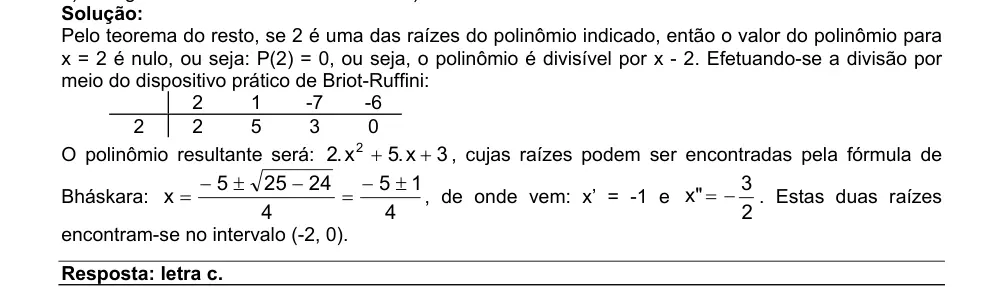 Solução:
Pelo teorema do resto, se 2 é uma das raízes do polinômio indicado, então o valor do polinômio para
x = 2 é nulo, ou seja: P(2) = 0, ou seja, o polinômio é divisível por x - 2. Efetuando-se a divisão por
meio do dispositivo prático de Briot-Ruffini:
2 1 -7 -6
2 2 5 3 0
O polinômio resultante será: 2.x² + 5.x + 3, cujas raízes podem ser encontradas pela fórmula de
Bháskara: x = (− 5 ± √(25 − 24))/4 = (− 5 ± 1)/4, de onde vem: x' = -1 e x" = − 3/2. Estas duas raízes
encontram-se no intervalo (-2, 0).
Resposta: letra c.